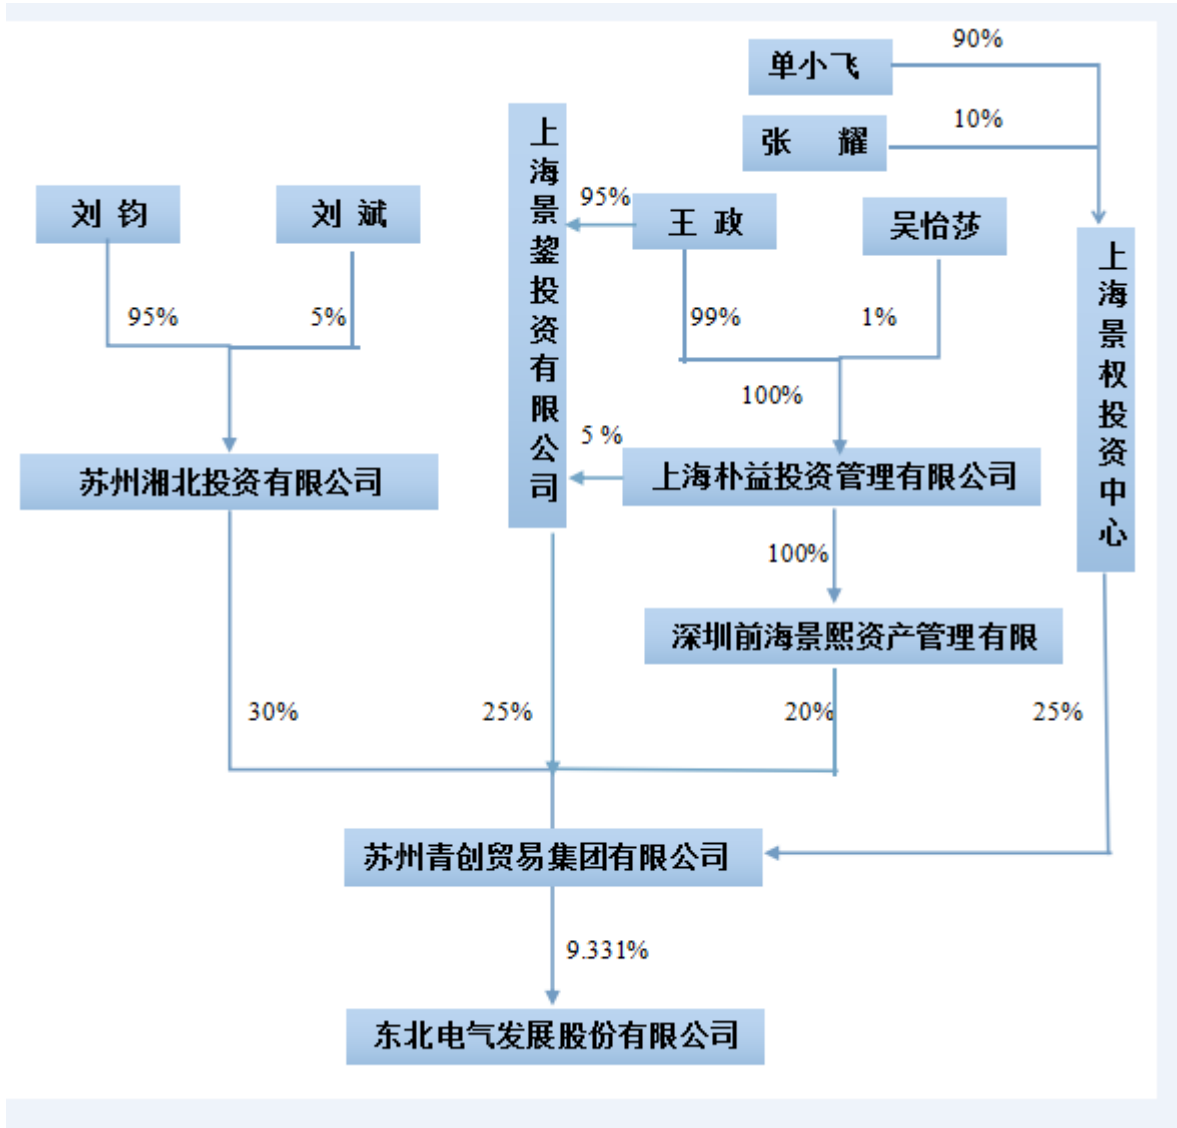 90%
单小飞
10%
张 耀
上海景鋆投资有限公司
刘 钧
刘 斌
95%
王 政
吴怡莎
上海景权投资中心
95%
5%
99%
1%
100%
5 %
苏州湘北投资有限公司
上海朴益投资管理有限公司
100%
深圳前海景熙资产管理有限
30%
25%
20%
25%
苏州青创贸易集团有限公司
9.331%
东北电气发展股份有限公司